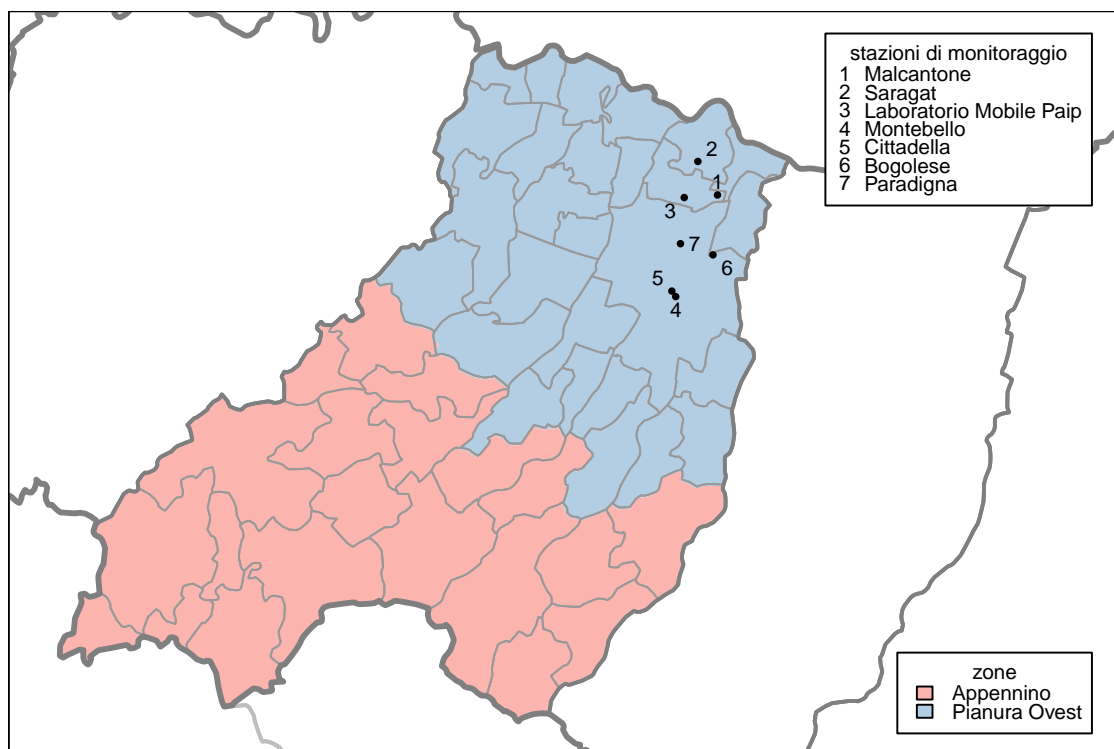 stazioni di monitoraggio
1 Malcantone
2 Saragat
3 Laboratorio Mobile Paip
4 Montebello
5 Cittadella
6 Bogolese
7 Paradigna
2
1
3
7
6
5
4
zone
Appennino
Pianura Ovest